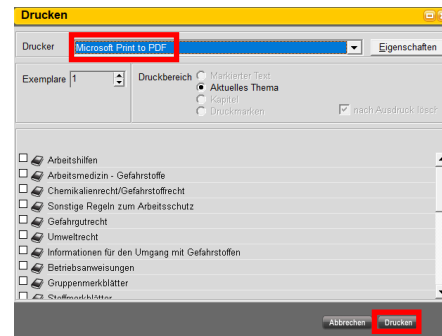 Drucken
Drucker Microsoft Print to PDF Eigenschaften
Exemplare 1 Druckbereich Markierter Text
Aktuelles Thema
Kapitel
Druckmarken nach Ausdruck lösch
Arbeitshilfen
Arbeitsmedizin - Gefahrstoffe
Chemikalienrecht/Gefahrstoffrecht
Sonstige Regeln zum Arbeitsschutz
Gefahrgutrecht
Umweltrecht
Informationen für den Umgang mit Gefahrstoffen
Betriebsanweisungen
Gruppenmerkblätter
Stoffmerkblätter
Abbrechen Drucken